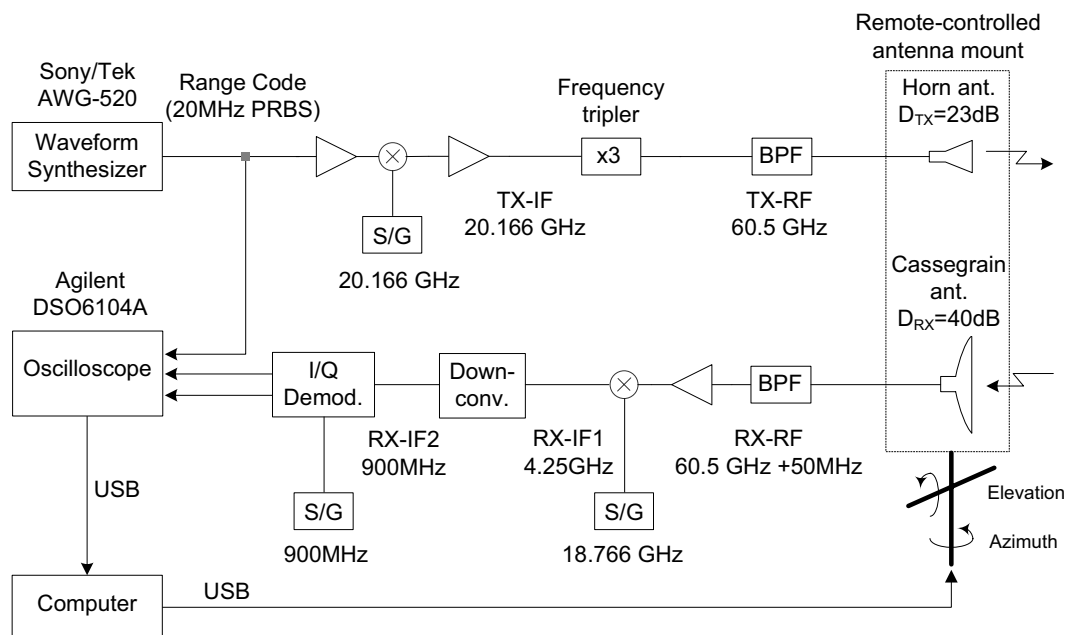 Remote-controlled
antenna mount
Sony/Tek
AWG-520
Range Code
(20MHz PRBS)
Frequency
tripler
Horn ant.
DTX=23dB
Waveform
Synthesizer
x3
BPF
TX-IF
20.166 GHz
TX-RF
60.5 GHz
S/G
20.166 GHz
Agilent
DSO6104A
Cassegrain
ant.
DRX=40dB
Oscilloscope
I/Q
Demod.
Down-
conv.
BPF
RX-IF2
900MHz
RX-IF1
4.25GHz
RX-RF
60.5 GHz +50MHz
USB
S/G
900MHz
S/G
18.766 GHz
Elevation
Azimuth
Computer
USB